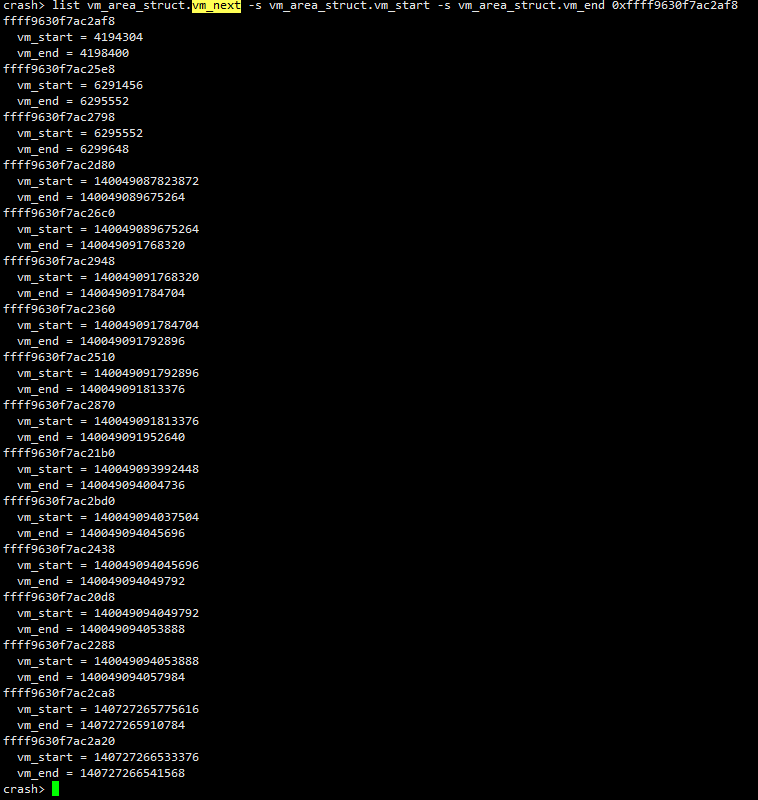 crash> list vm_area_struct.vm_next -s vm_area_struct.vm_start -s vm_area_struct.vm_end 0xffff9630f7ac2af8
ffff9630f7ac2af8
  vm_start = 4194304
  vm_end = 4198400
ffff9630f7ac25e8
  vm_start = 6291456
  vm_end = 6295552
ffff9630f7ac2798
  vm_start = 6295552
  vm_end = 6299648
ffff9630f7ac2d80
  vm_start = 140049087823872
  vm_end = 140049089675264
ffff9630f7ac26c0
  vm_start = 140049089675264
  vm_end = 140049091768320
ffff9630f7ac2948
  vm_start = 140049091768320
  vm_end = 140049091784704
ffff9630f7ac2360
  vm_start = 140049091784704
  vm_end = 140049091792896
ffff9630f7ac2510
  vm_start = 140049091792896
  vm_end = 140049091813376
ffff9630f7ac2870
  vm_start = 140049091813376
  vm_end = 140049091952640
ffff9630f7ac21b0
  vm_start = 140049093992448
  vm_end = 140049094004736
ffff9630f7ac2bd0
  vm_start = 140049094037504
  vm_end = 140049094045696
ffff9630f7ac2438
  vm_start = 140049094045696
  vm_end = 140049094049792
ffff9630f7ac20d8
  vm_start = 140049094049792
  vm_end = 140049094053888
ffff9630f7ac2288
  vm_start = 140049094053888
  vm_end = 140049094057984
ffff9630f7ac2ca8
  vm_start = 140727265775616
  vm_end = 140727265910784
ffff9630f7ac2a20
  vm_start = 140727266533376
  vm_end = 140727266541568
crash>